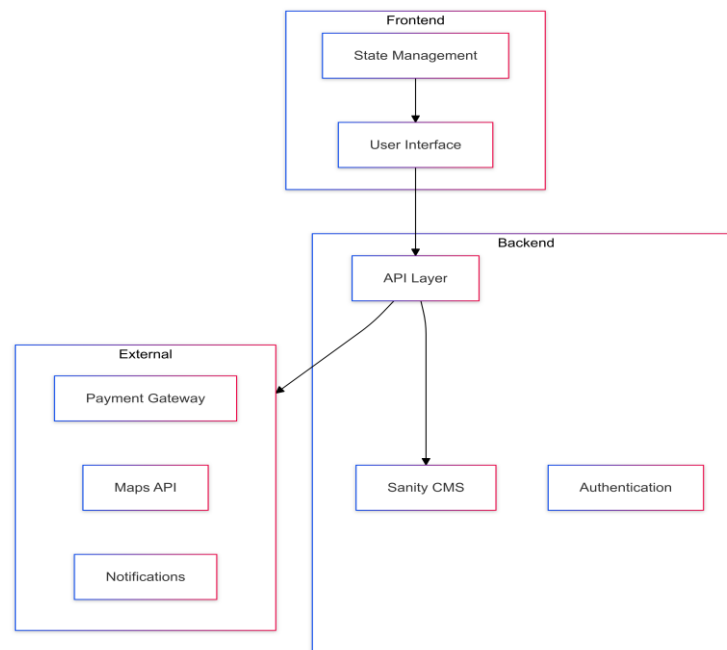 Frontend
State Management
User Interface
Backend
API Layer
External
Payment Gateway
Maps API
Sanity CMS
Authentication
Notifications